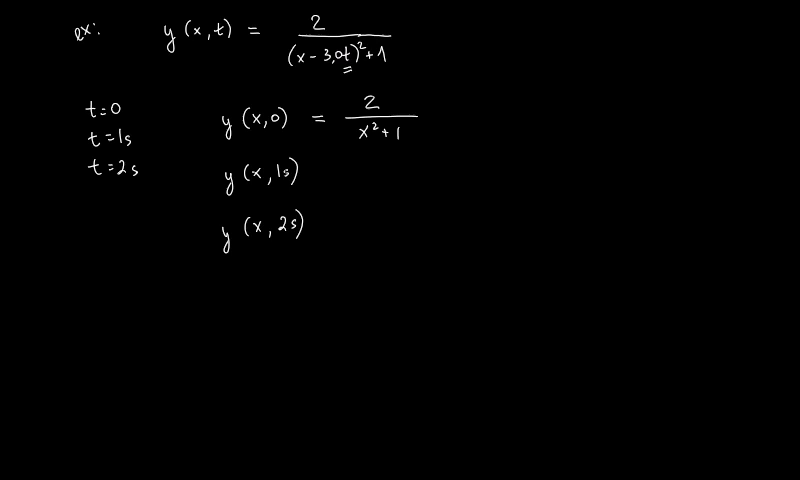 ex: y(x,t) = 2 / ((x - 3,0t)² + 1)
t=0 y(x,0) = 2 / (x² + 1)
t=1s y(x,1s)
t=2s y(x,2s)